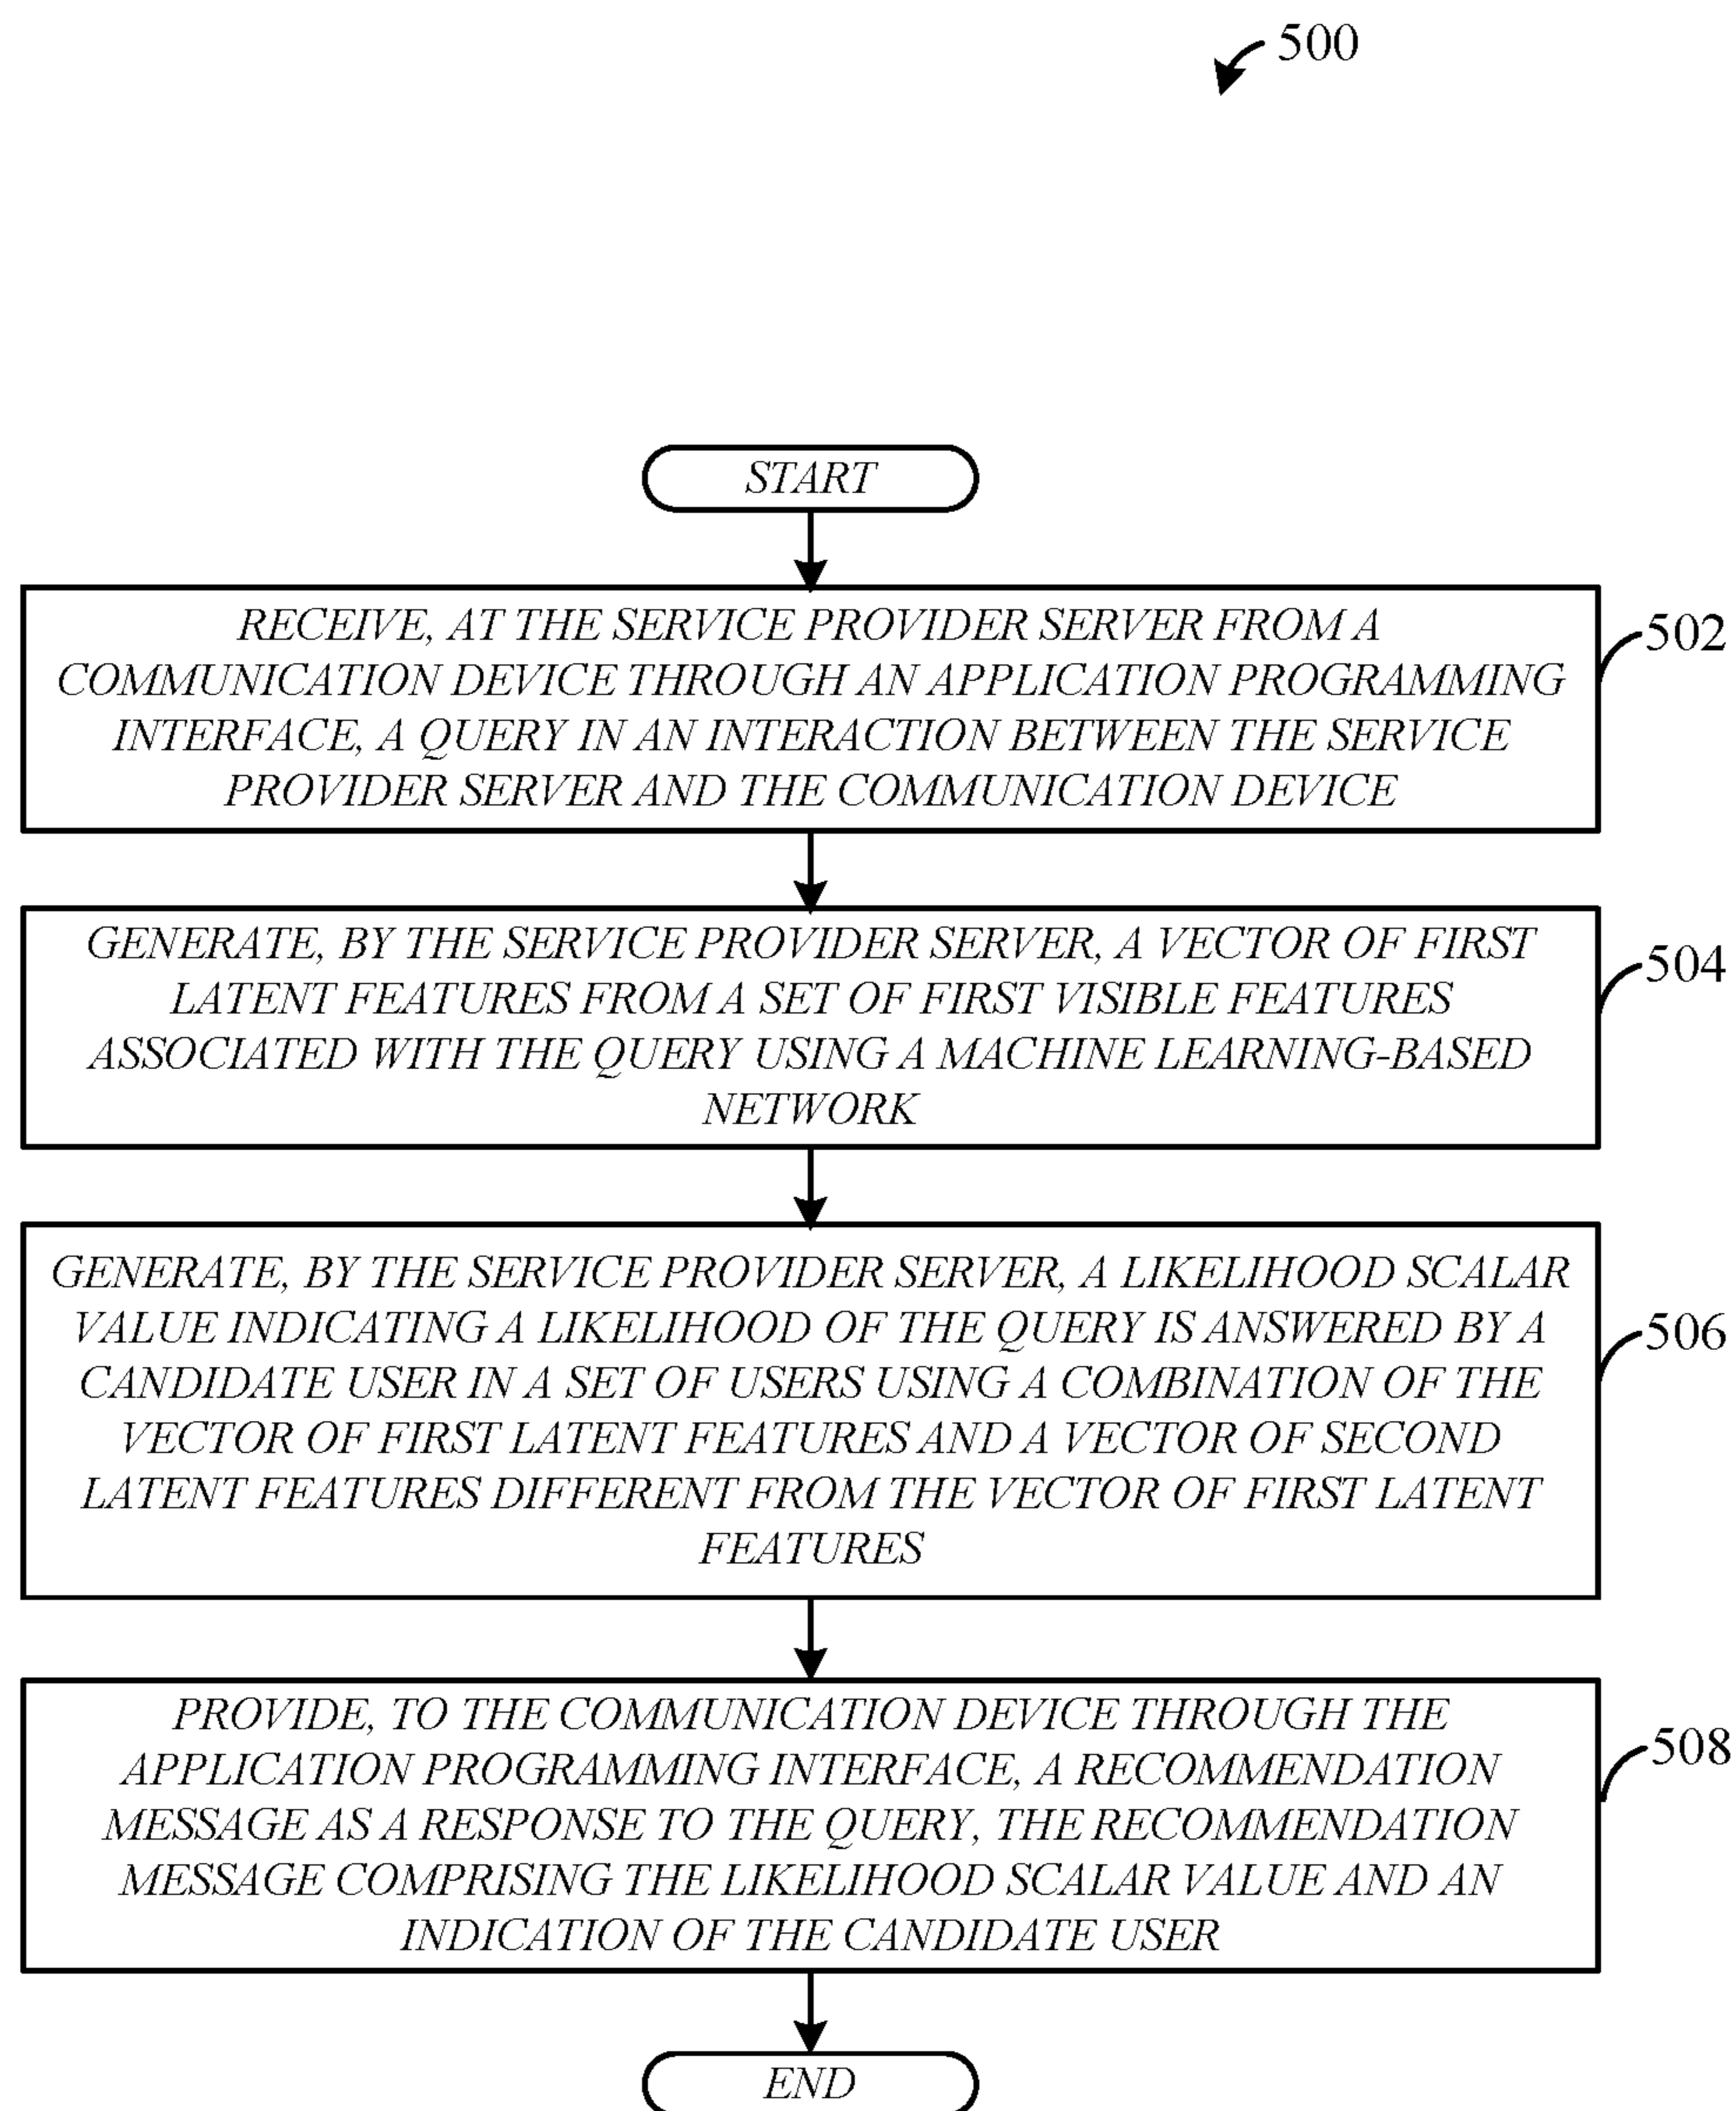 500
START
RECEIVE, AT THE SERVICE PROVIDER SERVER FROM A
COMMUNICATION DEVICE THROUGH AN APPLICATION PROGRAMMING
INTERFACE, A QUERY IN AN INTERACTION BETWEEN THE SERVICE
PROVIDER SERVER AND THE COMMUNICATION DEVICE
502
GENERATE, BY THE SERVICE PROVIDER SERVER, A VECTOR OF FIRST
LATENT FEATURES FROM A SET OF FIRST VISIBLE FEATURES
ASSOCIATED WITH THE QUERY USING A MACHINE LEARNING-BASED
NETWORK
504
GENERATE, BY THE SERVICE PROVIDER SERVER, A LIKELIHOOD SCALAR
VALUE INDICATING A LIKELIHOOD OF THE QUERY IS ANSWERED BY A
CANDIDATE USER IN A SET OF USERS USING A COMBINATION OF THE
VECTOR OF FIRST LATENT FEATURES AND A VECTOR OF SECOND
LATENT FEATURES DIFFERENT FROM THE VECTOR OF FIRST LATENT
FEATURES
506
PROVIDE, TO THE COMMUNICATION DEVICE THROUGH THE
APPLICATION PROGRAMMING INTERFACE, A RECOMMENDATION
MESSAGE AS A RESPONSE TO THE QUERY, THE RECOMMENDATION
MESSAGE COMPRISING THE LIKELIHOOD SCALAR VALUE AND AN
INDICATION OF THE CANDIDATE USER
508
END